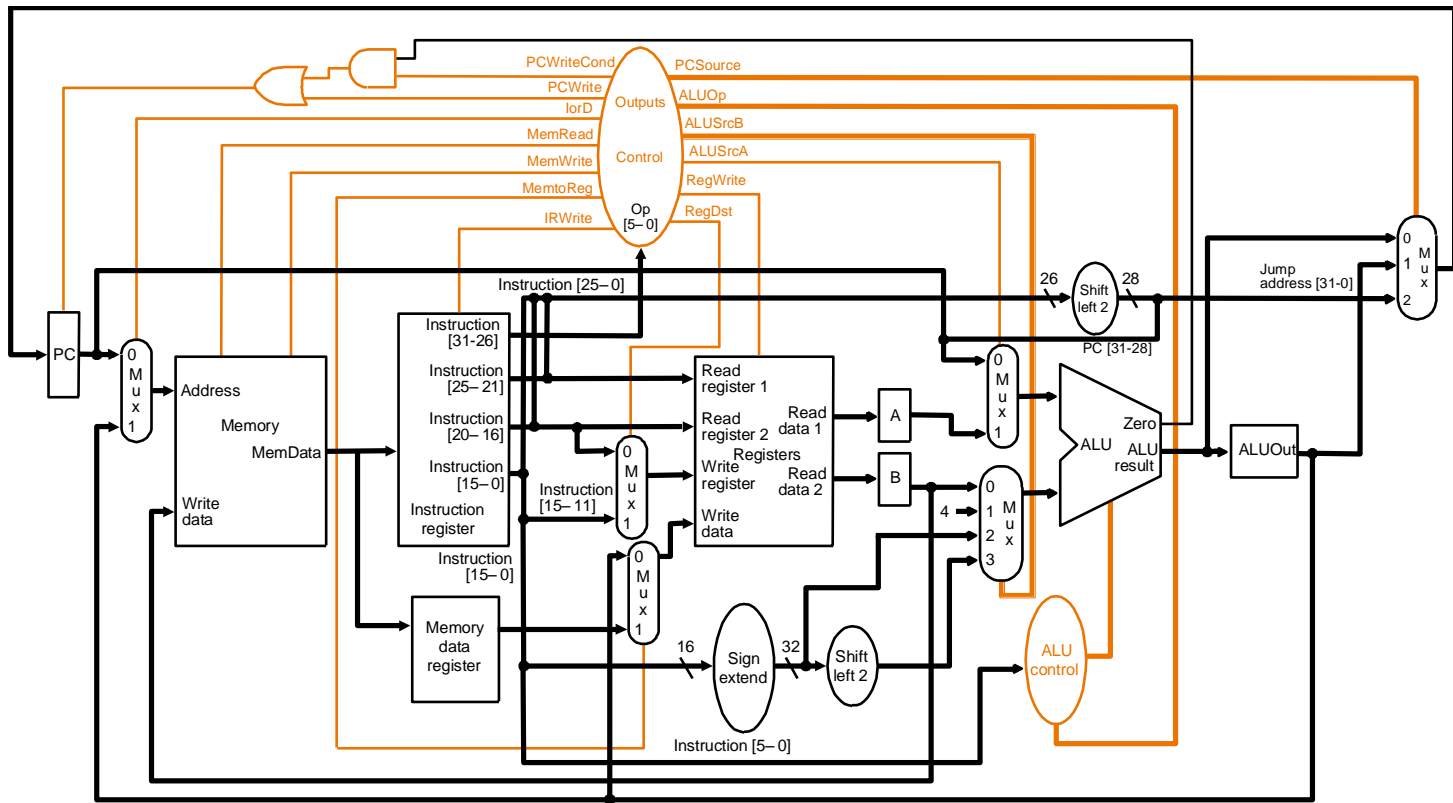 PCWriteCond
PCSource
PCWrite
ALUOp
IorD
Outputs
ALUSrcB
MemRead
ALUSrcA
MemWrite
Control
RegWrite
MemtoReg
RegDst
IRWrite
Op
[5–0]
Instruction [25–0]
26
Shift
left 2
28
Jump
address [31-0]
PC [31-28]
0
1
2
M
u
x
PC
0
M
u
x
1
Address
Memory
MemData
Write
data
Instruction
[31-26]
Instruction
[25–21]
Instruction
[20–16]
Instruction
[15–0]
Instruction
register
Instruction
[15–11]
Instruction
[15–0]
0
M
u
x
1
Read
register 1
Read
register 2
Registers
Write
register
Write
data
Read
data 1
Read
data 2
A
B
0
M
u
x
1
4
0
1
2
3
M
u
x
Zero
ALU
ALU
result
ALUOut
0
M
u
x
1
Memory
data
register
16
Sign
extend
32
Shift
left 2
ALU
control
Instruction [5–0]